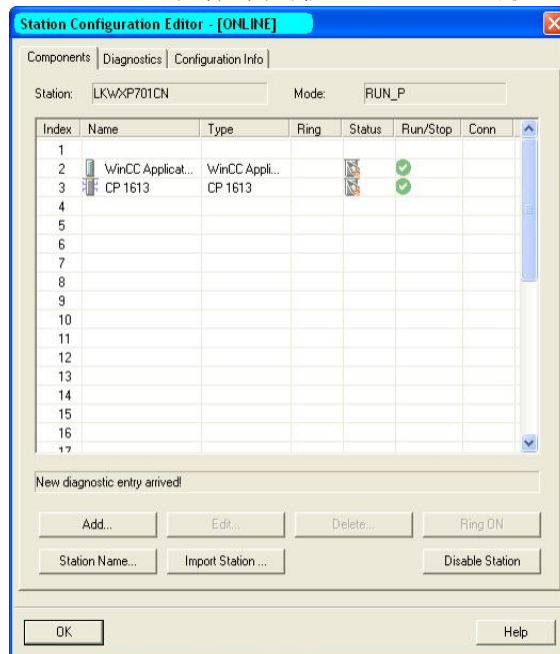 Station Configuration Editor - [ONLINE]
Components Diagnostics Configuration Info
Station: LKWXP701CN Mode: RUN_P
Index Name Type Ring Status Run/Stop Conn
1
2 WinCC Applicat... WinCC Appli...
3 CP 1613 CP 1613
4
5
6
7
8
9
10
11
12
13
14
15
16
17
New diagnostic entry arrived!
Add... Edit... Delete... Ring ON
Station Name... Import Station ... Disable Station
OK Help